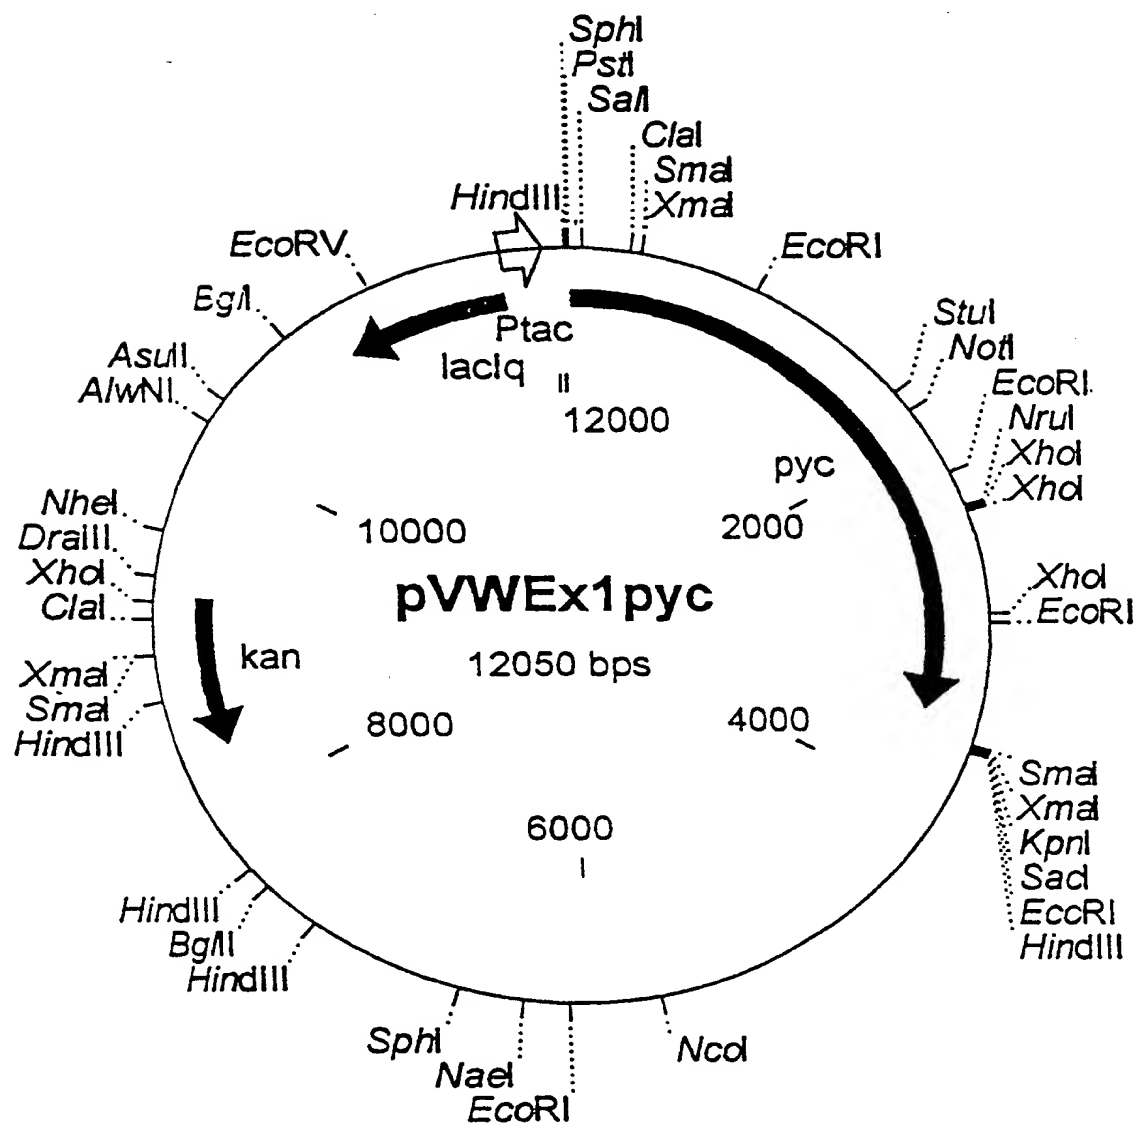 SphI
PstI
SalI
ClaI
SmaI
XmaI
HindIII
EcoRV
EcoRI
BglI
StuI
NotI
AsuII
AlwNI
Ptac
lacIq
12000
EcoRI
NruI
XhoI
XhoI
pyc
NheI
DraIII
XhoI
ClaI
10000
2000
pVWEx1pyc
12050 bps
XhoI
EcoRI
kan
XmaI
SmaI
HindIII
8000
4000
6000
SmaI
XmaI
KpnI
SacI
EccRI
HindIII
HindIII
BglII
HindIII
SphI
NaeI
EcoRI
NcoI